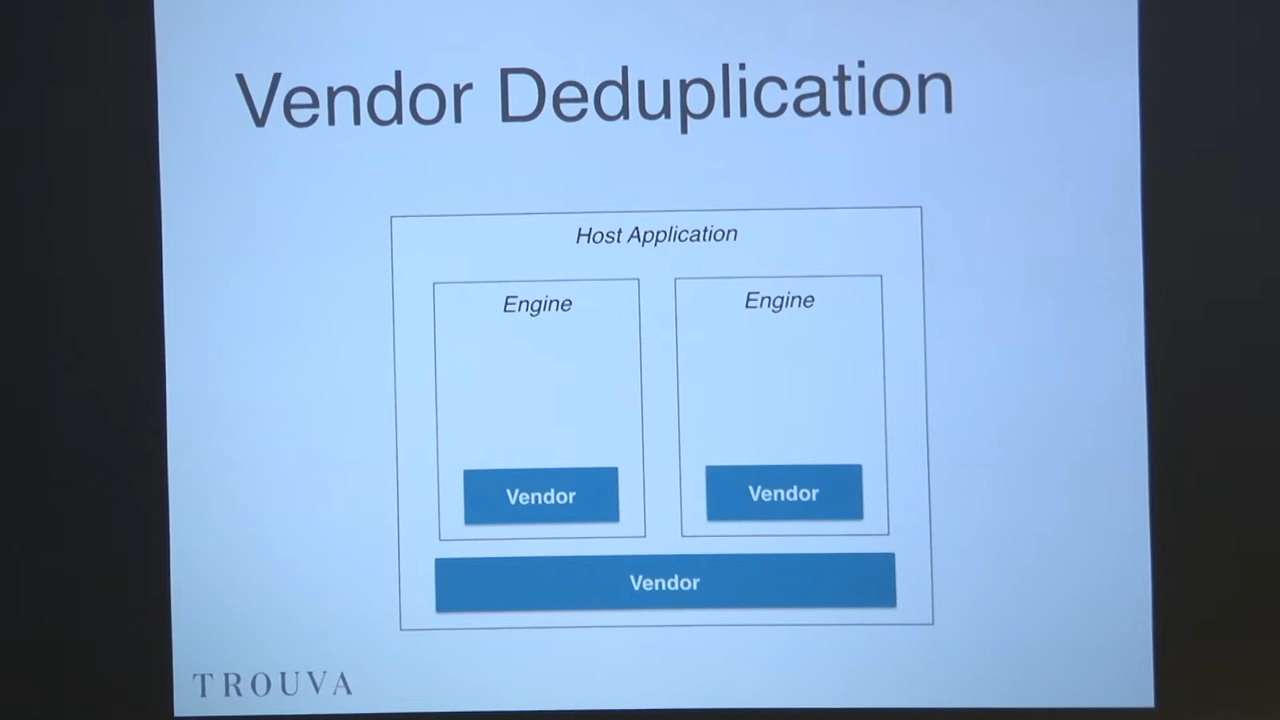 Vendor Deduplication
Host Application
Engine
Engine
Vendor
Vendor
Vendor
TROUVA